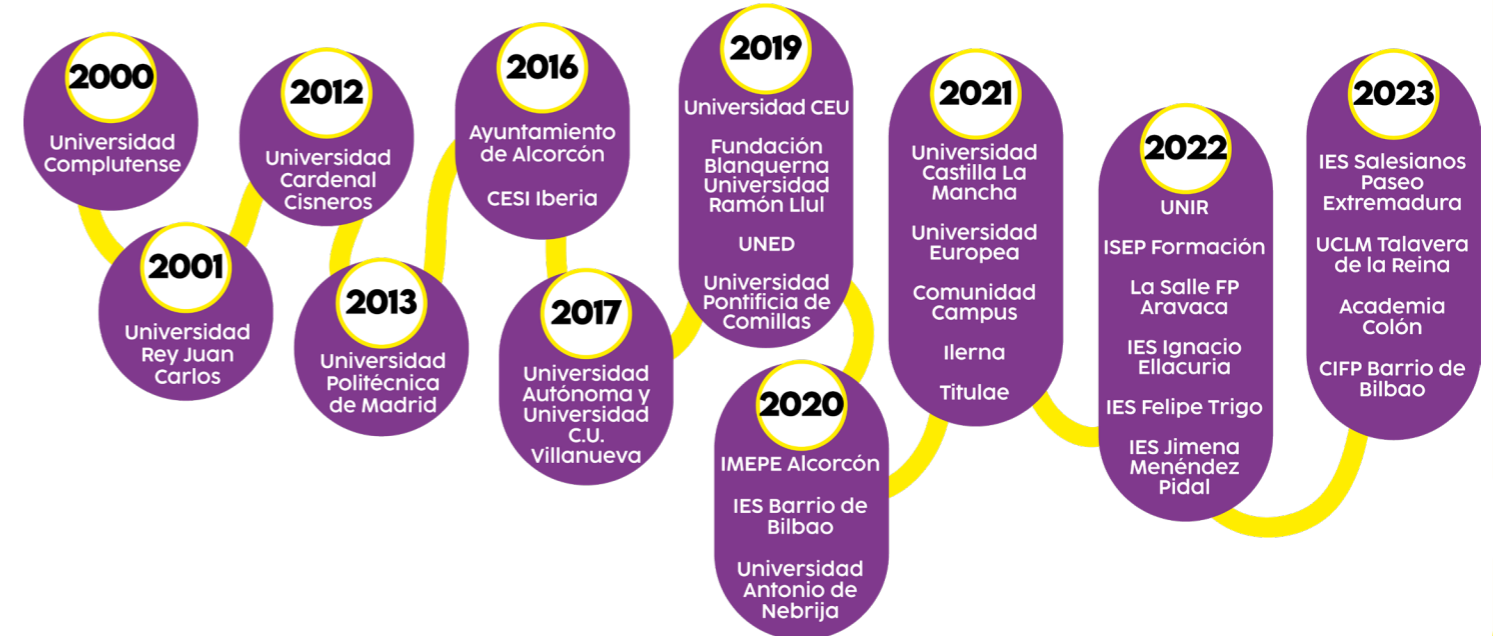 2000
Universidad
Complutense
2001
Universidad
Rey Juan
Carlos
2012
Universidad
Cardenal
Cisneros
2013
Universidad
Politécnica
de Madrid
2016
Ayuntamiento
de Alcorcón
CESI Iberia
2017
Universidad
Autónoma y
Universidad
C.U.
Villanueva
2019
Universidad CEU
Fundación
Blanquerna
Universidad
Ramón Llul
UNED
Universidad
Pontificia de
Comillas
2020
IMEPE Alcorcón
IES Barrio de
Bilbao
Universidad
Antonio de
Nebrija
2021
Universidad
Castilla La
Mancha
Universidad
Europea
Comunidad
Campus
Ilerna
Titulae
2022
UNIR
ISEP Formación
La Salle FP
Aravaca
IES Ignacio
Ellacuria
IES Felipe Trigo
IES Jimena
Menéndez
Pidal
2023
IES Salesianos
Paseo
Extremadura
UCLM Talavera
de la Reina
Academia
Colón
CIFP Barrio de
Bilbao